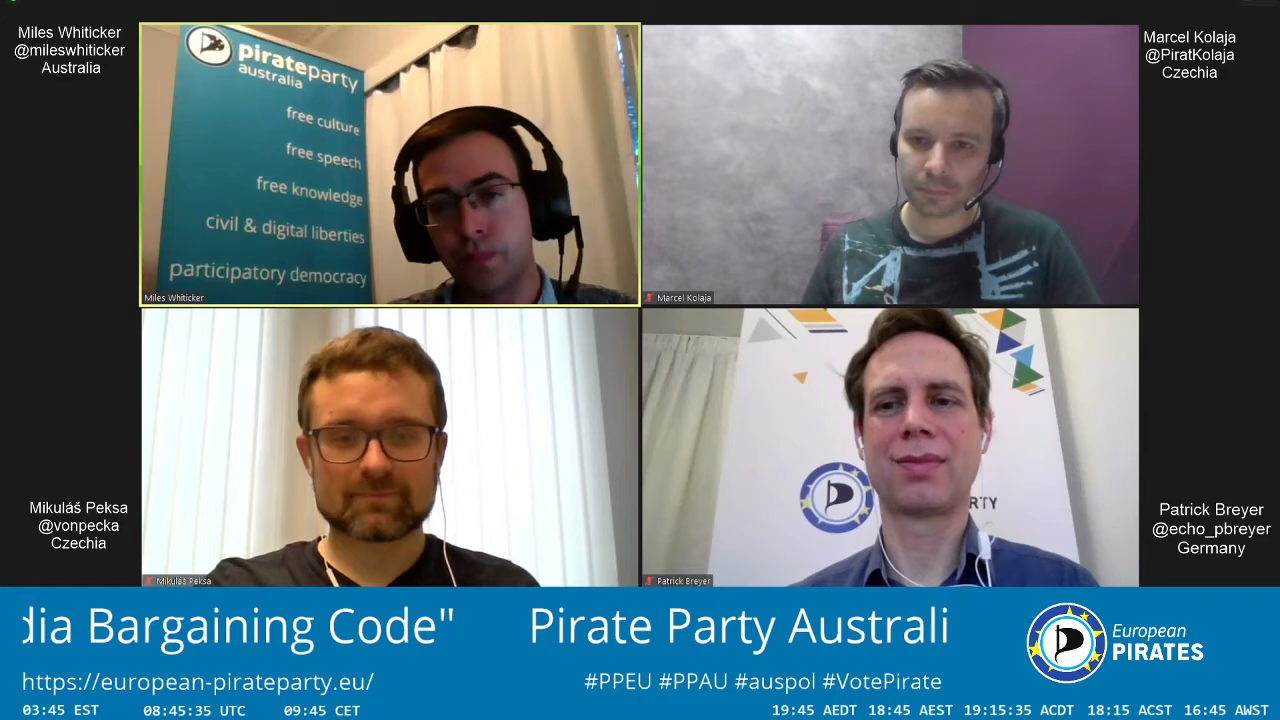 Miles Whiticker
@mileswhiticker
Australia
pirateparty
australia
free culture
free speech
free knowledge
civil & digital liberties
participatory democracy
Miles Whiticker
Marcel Kolaja
@PiratKolaja
Czechia
Marcel Kolaja
Mikuláš Peksa
@vonpecka
Czechia
Mikuláš Peksa
RTY
Patrick Breyer
Patrick Breyer
@echo_pbreyer
Germany
dia Bargaining Code"
Pirate Party Australi
European
PIRATES
https://european-pirateparty.eu/
#PPEU #PPAU #auspol #VotePirate
03:45 EST 08:45:35 UTC 09:45 CET
19:45 AEDT 18:45 AEST 19:15:35 ACDT 18:15 ACST 16:45 AWST